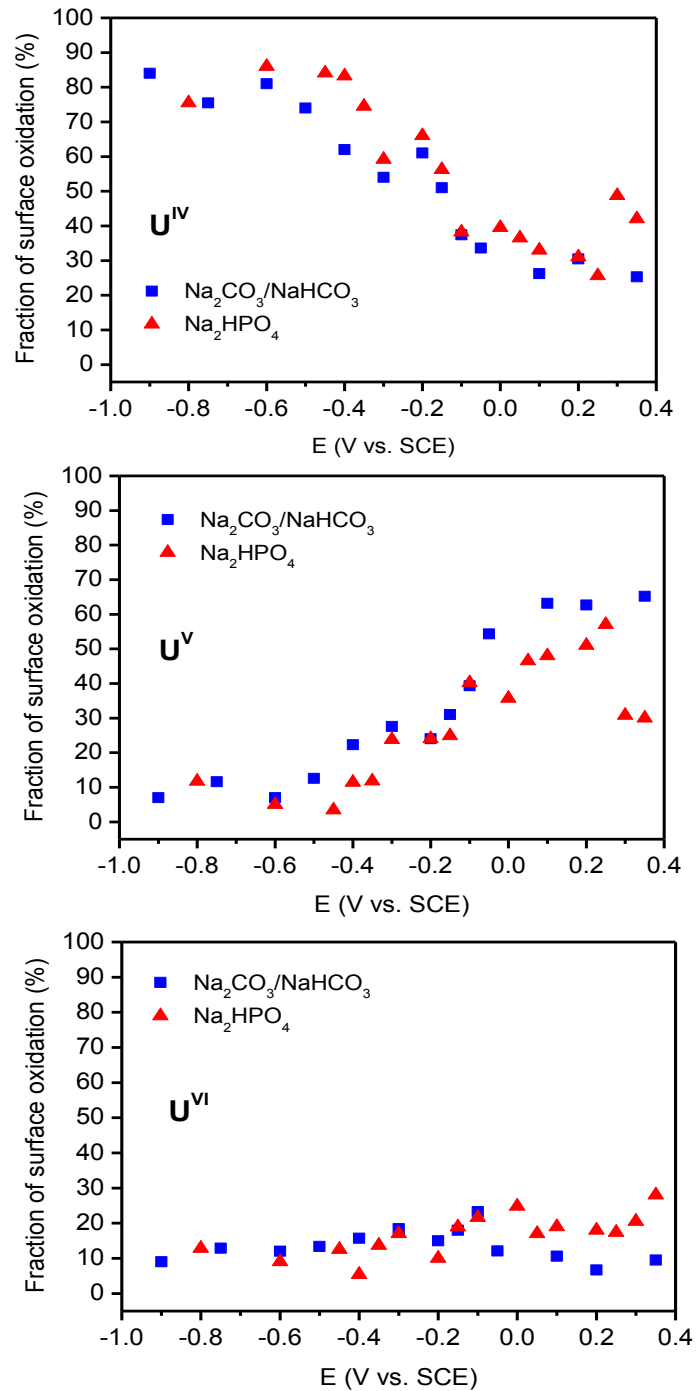 Fraction of surface oxidation (%)
100
90
80
70
60
50
40
30
20
10
0
U^IV
Na₂CO₃/NaHCO₃
Na₂HPO₄
-1.0 -0.8 -0.6 -0.4 -0.2 0.0 0.2 0.4
E (V vs. SCE)
Fraction of surface oxidation (%)
100
90
80
70
60
50
40
30
20
10
0
Na₂CO₃/NaHCO₃
Na₂HPO₄
U^V
-1.0 -0.8 -0.6 -0.4 -0.2 0.0 0.2 0.4
E (V vs. SCE)
Fraction of surface oxidation (%)
100
90
80
70
60
50
40
30
20
10
0
Na₂CO₃/NaHCO₃
Na₂HPO₄
U^VI
-1.0 -0.8 -0.6 -0.4 -0.2 0.0 0.2 0.4
E (V vs. SCE)